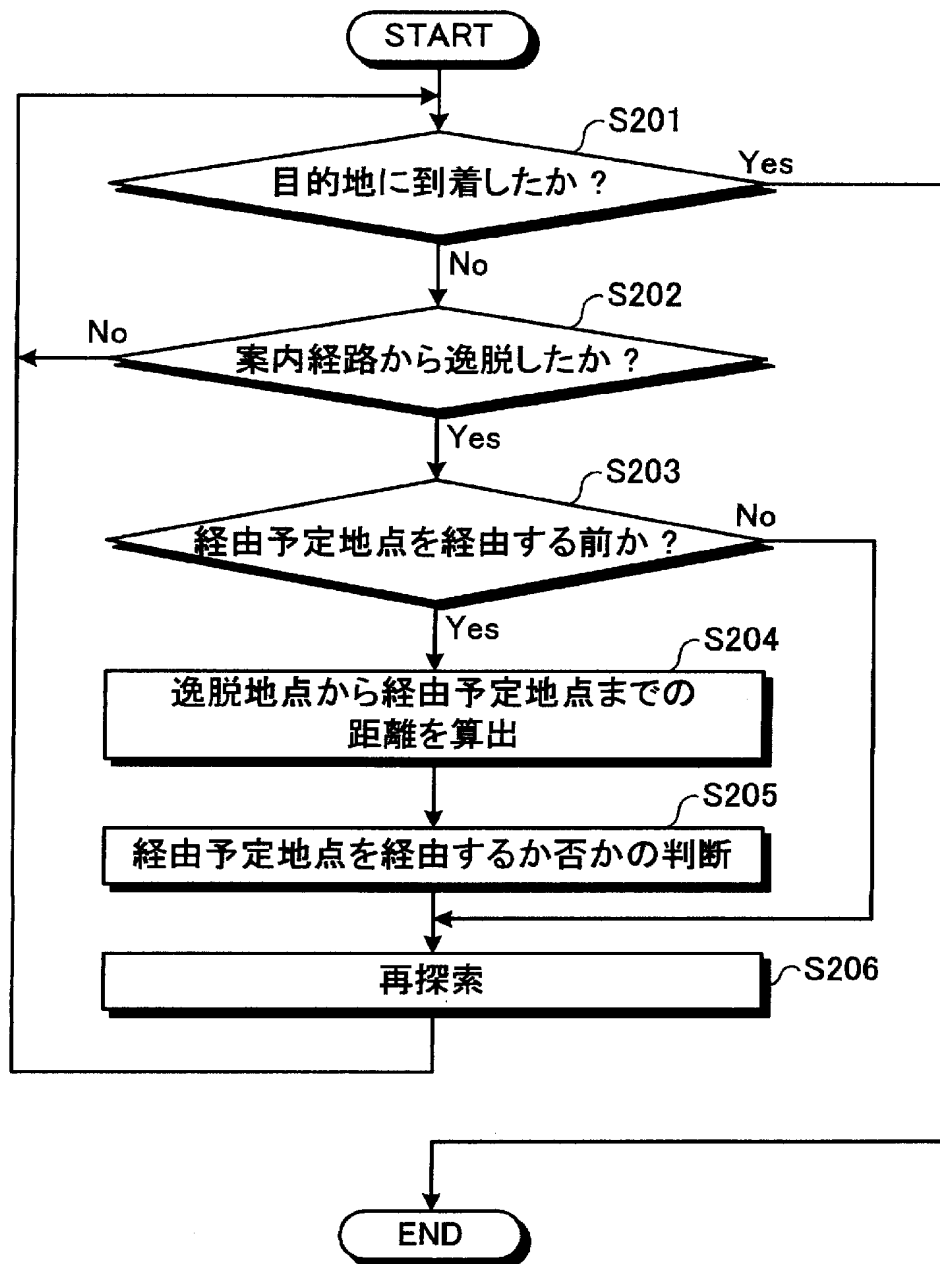 START
S201
目的地に到着したか?
Yes
No
S202
No
案内経路から逸脱したか?
Yes
S203
No
経由予定地点を経由する前か?
Yes
S204
逸脱地点から経由予定地点までの
距離を算出
S205
経由予定地点を経由するか否かの判断
再探索
S206
END